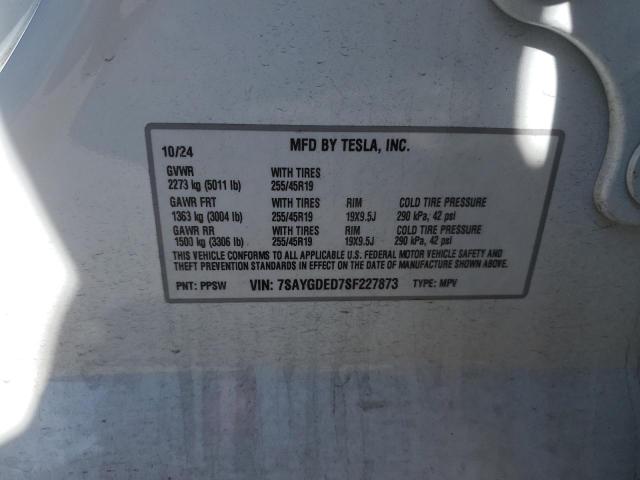 10/24 MFD BY TESLA, INC.
GVWR WITH TIRES
2273 kg (5011 lb) 255/45R19
GAWR FRT WITH TIRES RIM COLD TIRE PRESSURE
1363 kg (3004 lb) 255/45R19 19X9.5J 290 kPa, 42 psi
GAWR RR WITH TIRES RIM COLD TIRE PRESSURE
1500 kg (3306 lb) 255/45R19 19X9.5J 290 kPa, 42 psi
THIS VEHICLE CONFORMS TO ALL APPLICABLE U.S. FEDERAL MOTOR VEHICLE SAFETY AND
THEFT PREVENTION STANDARDS IN EFFECT ON THE DATE OF MANUFACTURE SHOWN ABOVE.
PNT: PPSW VIN: 7SAYGDED7SF227873 TYPE: MPV